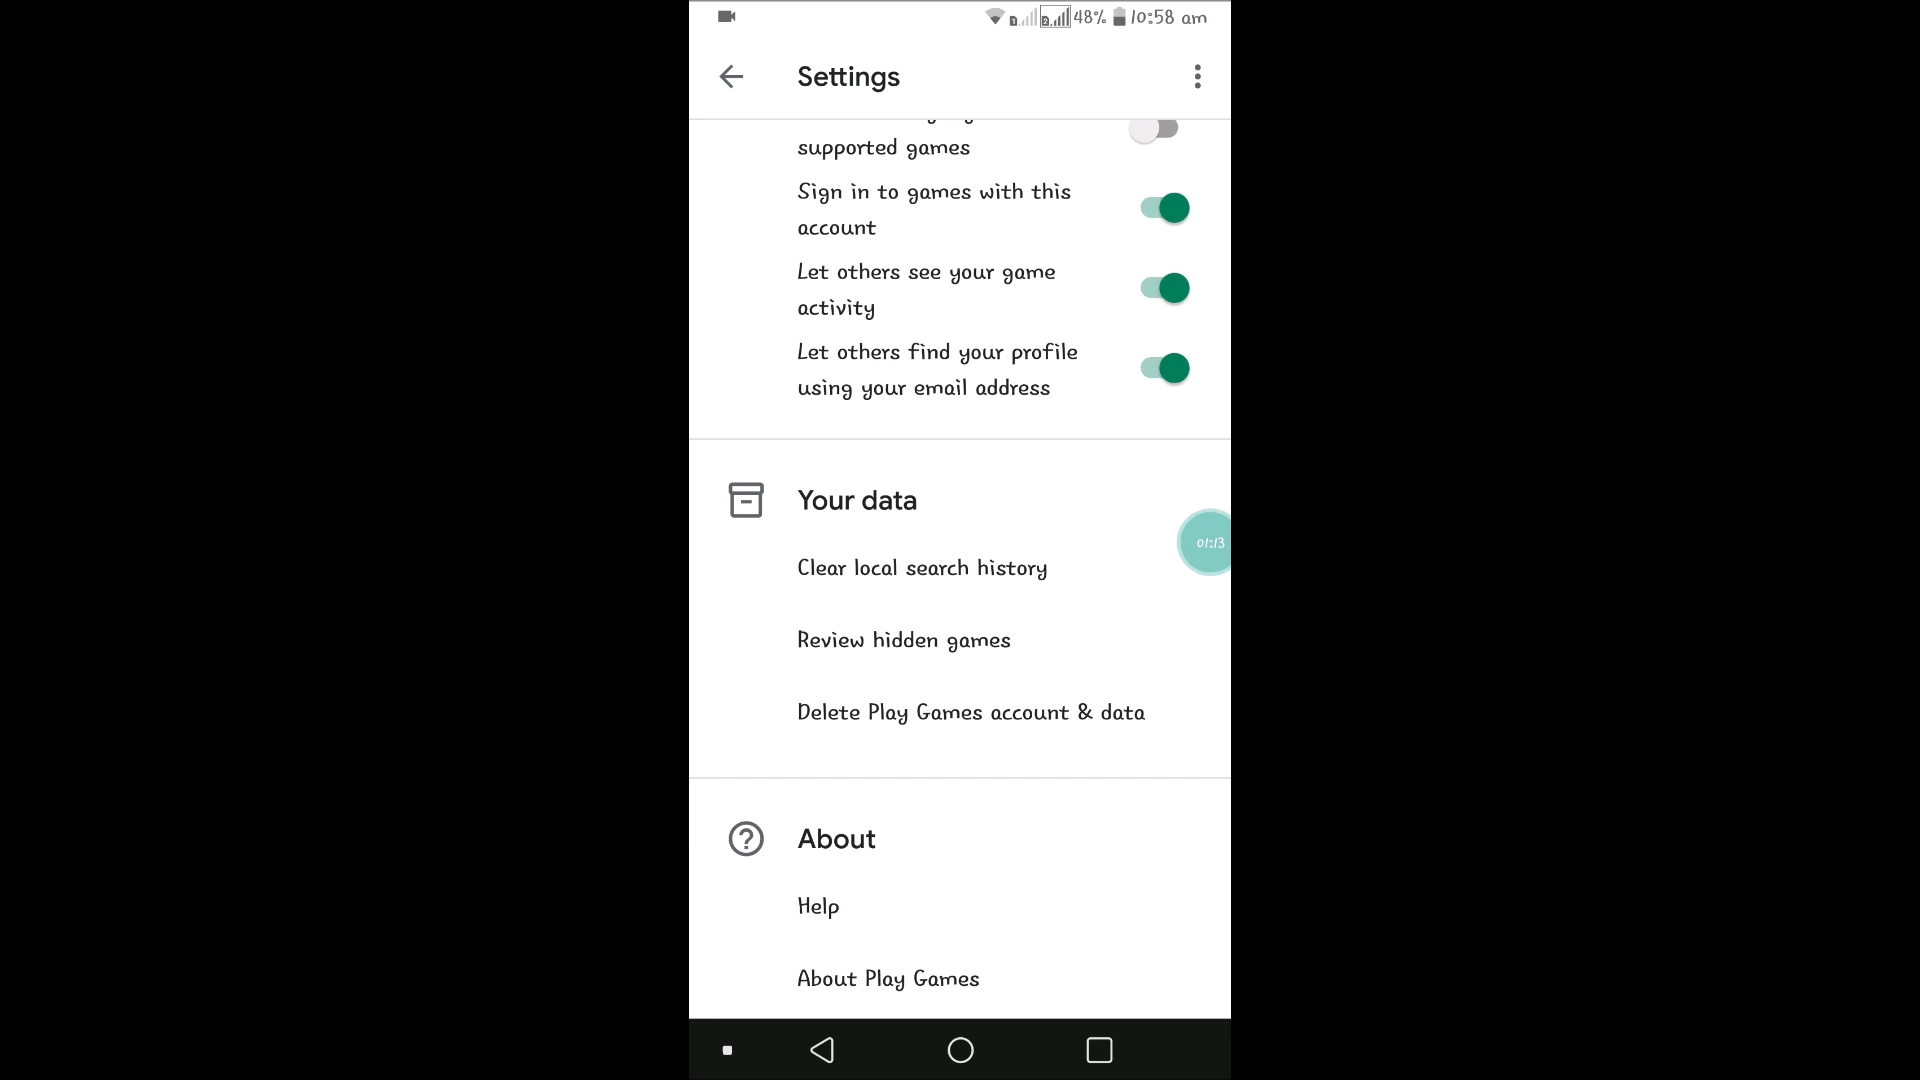 48% 10:58 am
Settings
supported games
Sign in to games with this
account
Let others see your game
activity
Let others find your profile
using your email address
Your data
01:13
Clear local search history
Review hidden games
Delete Play Games account & data
About
Help
About Play Games